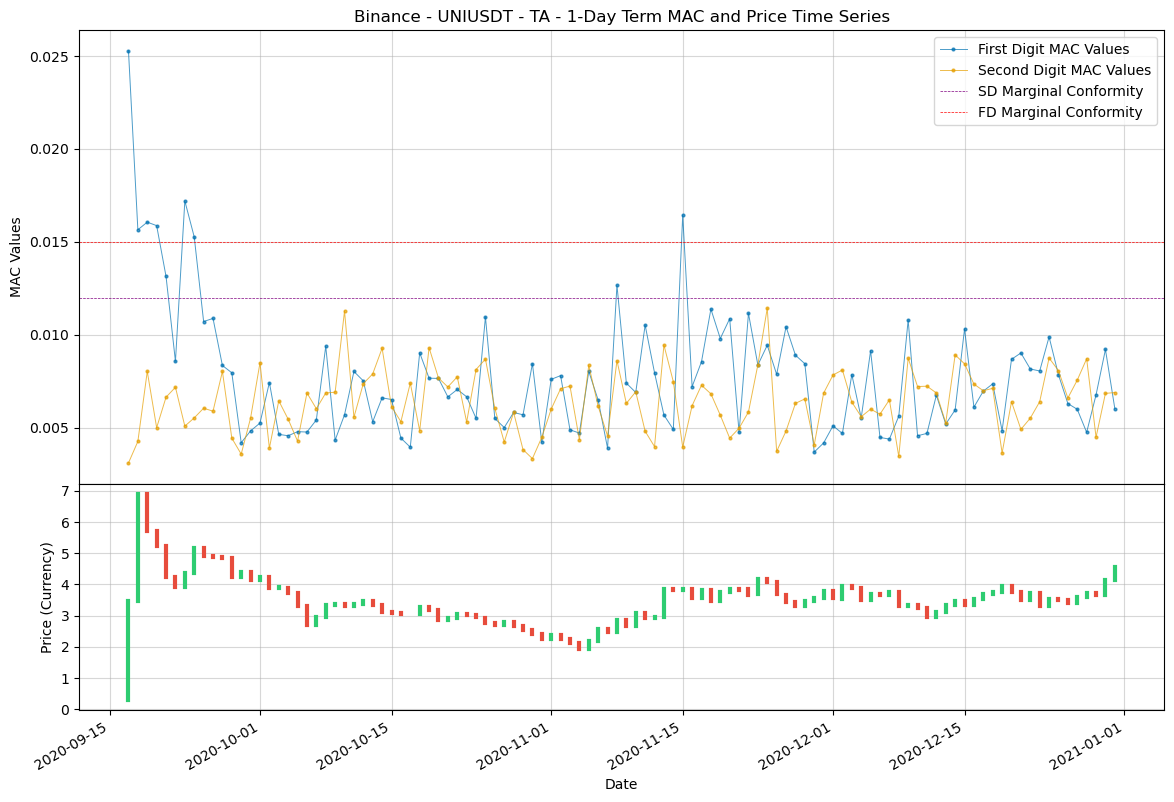 Binance - UNIUSDT - TA - 1-Day Term MAC and Price Time Series
First Digit MAC Values
Second Digit MAC Values
SD Marginal Conformity
FD Marginal Conformity
MAC Values
0.025
0.020
0.015
0.010
0.005
Price (Currency)
7
6
5
4
3
2
1
0
2020-09-15
2020-10-01
2020-10-15
2020-11-01
2020-11-15
2020-12-01
2020-12-15
2021-01-01
Date